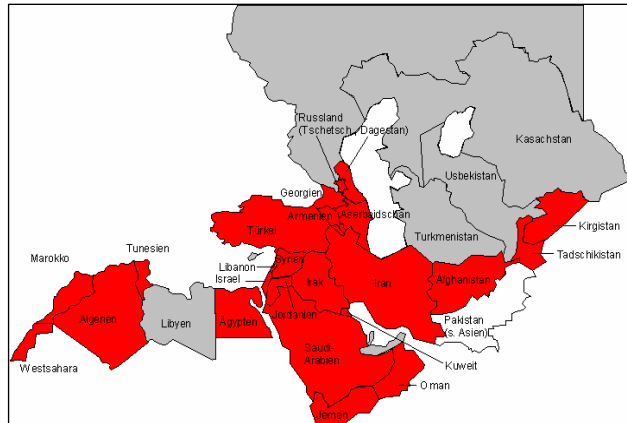 Russland
(Tschetsch., Dagestan)
Kasachstan
Usbekistan
Georgien
Armenien
Aserbaidschan
Kirgistan
Türkei
Turkmenistan
Tadschikistan
Marokko
Tunesien
Syrien
Libanon
Israel
Irak
Iran
Afghanistan
Algerien
Libyen
Ägypten
Jordanien
Pakistan
(s. Asien)
Saudi-
Arabien
Kuweit
Westsahara
Oman
Jemen